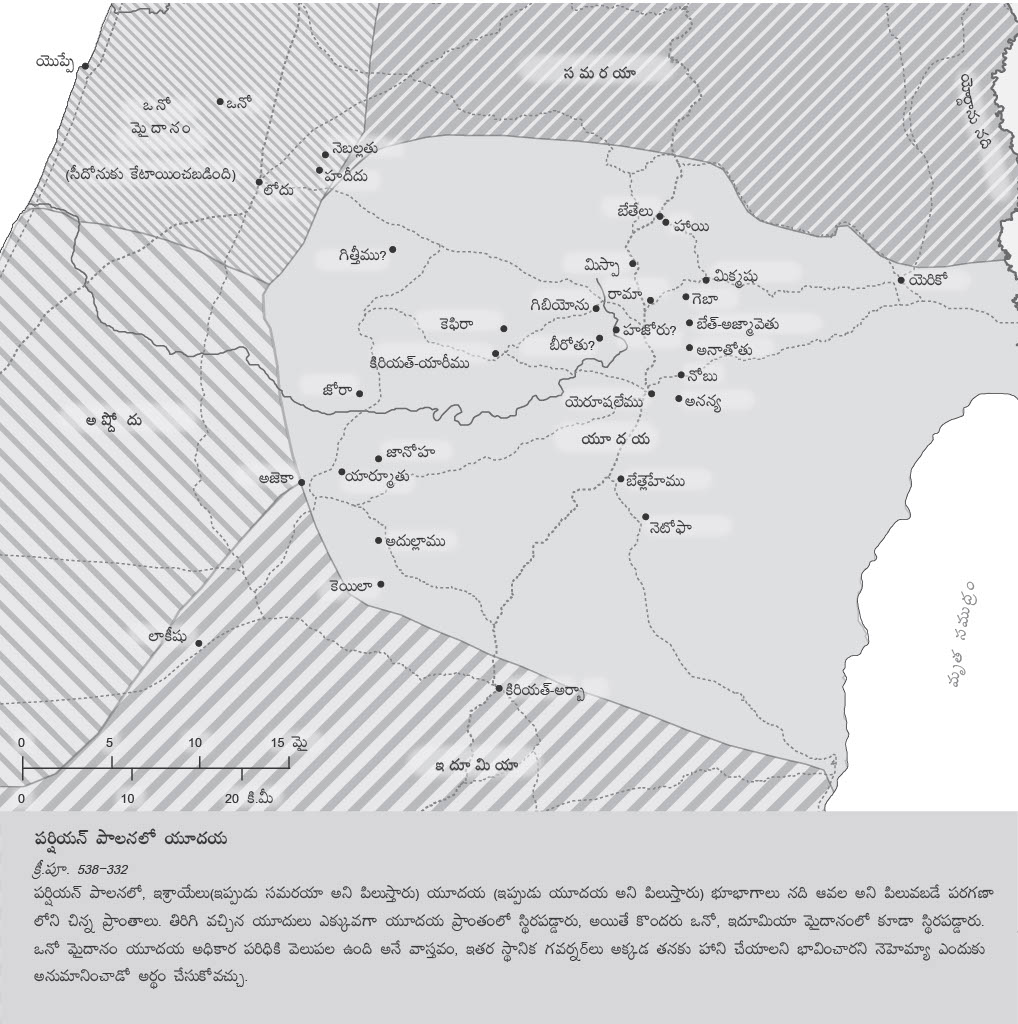 సమరయా
యొప్పే
ఒనో
మైదానం
ఒనో
నెబల్లతు
(సీదోనుకు కేటాయించబడింది)
హదీదు
లోదు
బేతేలు
హాయి
గిత్తీము?
మిస్పా
మిక్మషు
యెరికో
రామా
గెబా
గిబియోను
కెఫిరా
హజోరు?
బేత్-అజ్మావెతు
బీరోతు?
అనాతోతు
కిరియత్-యారీము
నోబు
జోరా
యెరూషలేము
అనన్య
అష్డోదు
యూదయ
జానోహ
అజెకా
యార్మూతు
బేత్లెహేము
నెటోఫా
అదుల్లాము
కెయిలా
మృత సముద్రం
లాకీషు
కిరియత్-అర్బా
0 5 10 15 మై
ఇదూమియా
0 10 20 కి.మీ
పర్షియన్ పాలనలో యూదయ
క్రీ.పూ. 538–332
పర్షియన్ పాలనలో, ఇశ్రాయేలు(ఇప్పుడు సమరయా అని పిలుస్తారు) యూదయ (ఇప్పుడు యూదయ అని పిలుస్తారు) భూభాగాలు నది ఆవల అని పిలువబడే పరగణా
లోని చిన్న ప్రాంతాలు. తిరిగి వచ్చిన యూదులు ఎక్కువగా యూదయ ప్రాంతంలో స్థిరపడ్డారు, అయితే కొందరు ఒనో, ఇదూమియా మైదానంలో కూడా స్థిరపడ్డారు.
ఒనో మైదానం యూదయ అధికార పరిధికి వెలుపల ఉంది అనే వాస్తవం, ఇతర స్థానిక గవర్నర్‌లు అక్కడ తనకు హాని చేయాలని భావించారని నెహెమ్యా ఎందుకు
అనుమానించాడో అర్థం చేసుకోవచ్చు.